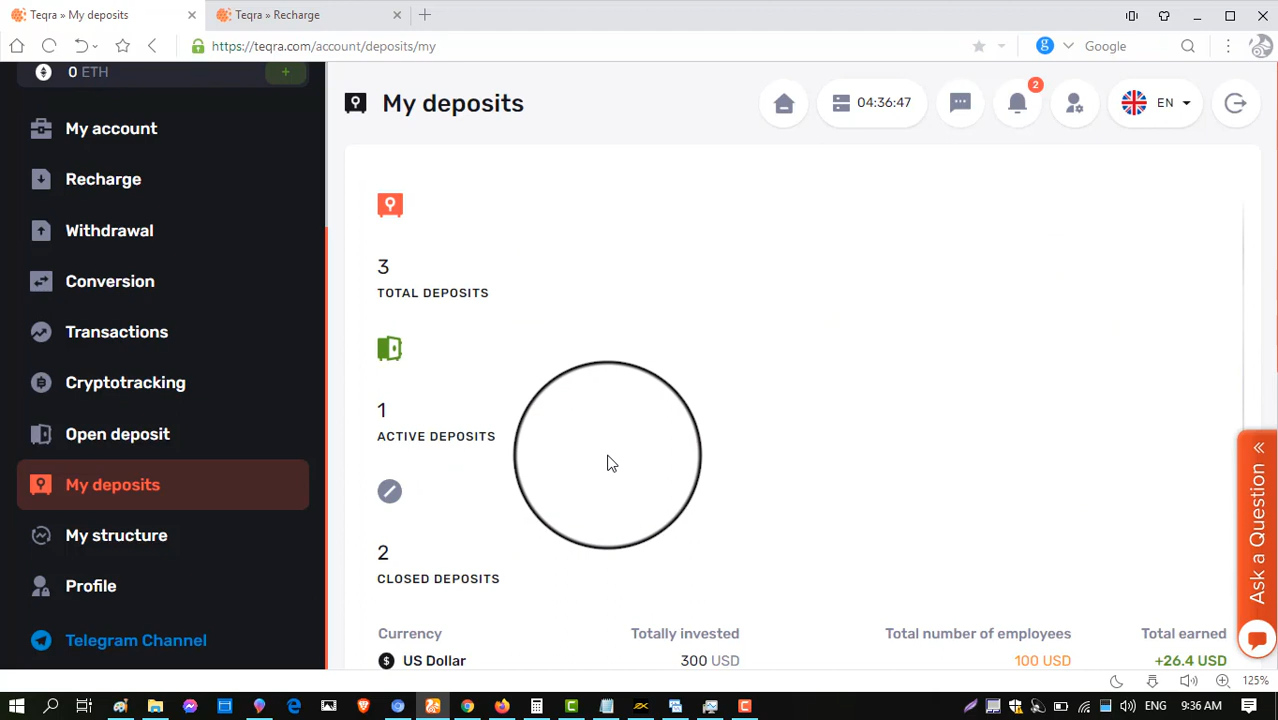 Teqra » My deposits
Teqra » Recharge
https://teqra.com/account/deposits/my
Google
0 ETH
My account
Recharge
Withdrawal
Conversion
Transactions
Cryptotracking
Open deposit
My deposits
My structure
Profile
Telegram Channel
My deposits
04:36:47
2
EN
3
TOTAL DEPOSITS
1
ACTIVE DEPOSITS
2
CLOSED DEPOSITS
Currency Totally invested Total number of employees Total earned
US Dollar 300 USD 100 USD +26.4 USD
Ask a Question
125%
ENG 9:36 AM